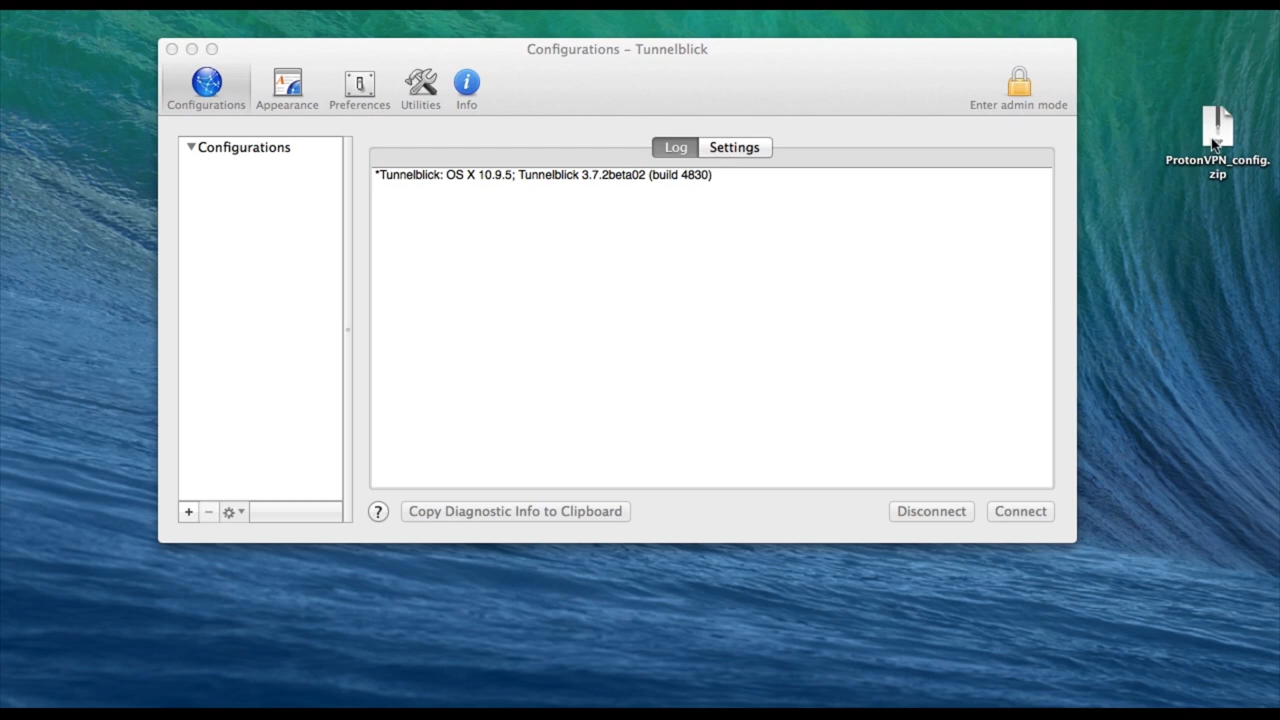 Configurations – Tunnelblick
Configurations
Appearance
Preferences
Utilities
Info
Enter admin mode
Configurations
Log
Settings
*Tunnelblick: OS X 10.9.5; Tunnelblick 3.7.2beta02 (build 4830)
ProtonVPN_config.
zip
+
−
?
Copy Diagnostic Info to Clipboard
Disconnect
Connect